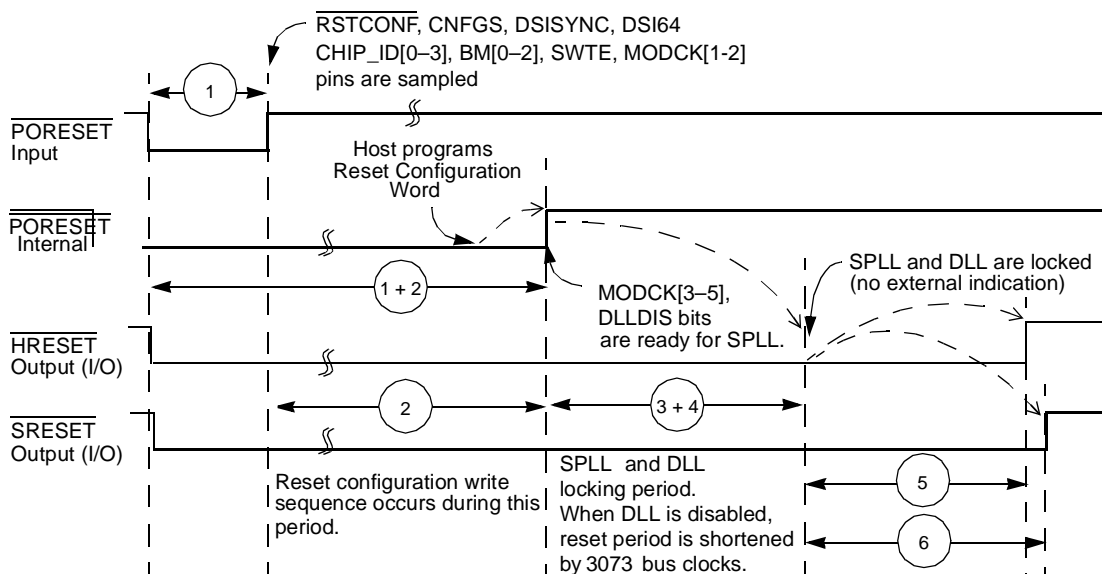 RSTCONF, CNFGS, DSISYNC, DSI64
CHIP_ID[0–3], BM[0–2], SWTE, MODCK[1-2]
pins are sampled
1
PORESET
Input
Host programs
Reset Configuration
Word
PORESET
Internal
1 + 2
MODCK[3–5],
DLLDIS bits
are ready for SPLL.
SPLL and DLL are locked
(no external indication)
HRESET
Output (I/O)
2
3 + 4
SRESET
Output (I/O)
Reset configuration write
sequence occurs during this
period.
SPLL and DLL
locking period.
When DLL is disabled,
reset period is shortened
by 3073 bus clocks.
5
6